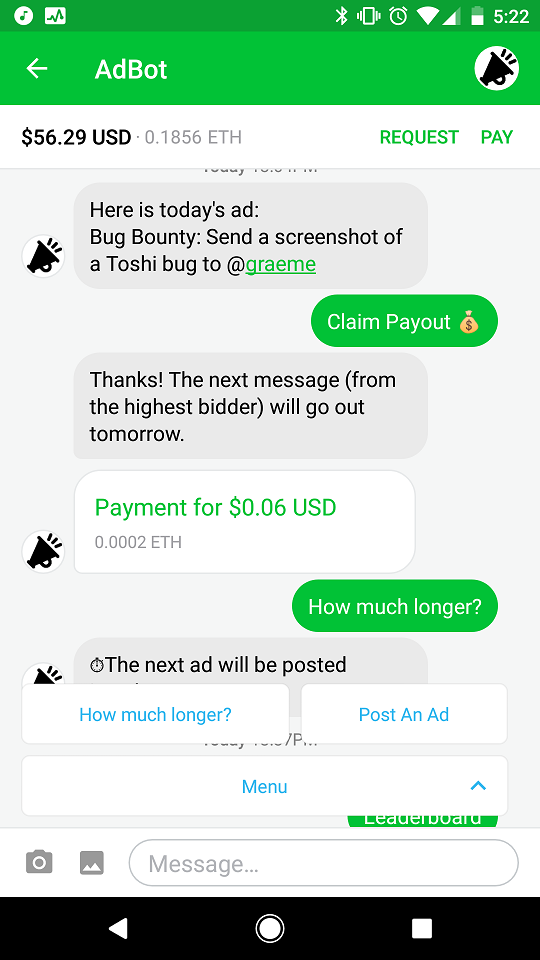 5:22
AdBot
$56.29 USD · 0.1856 ETH
REQUEST PAY
Today
Here is today's ad:
Bug Bounty: Send a screenshot of
a Toshi bug to @graeme
Claim Payout 💰
Thanks! The next message (from
the highest bidder) will go out
tomorrow.
Payment for $0.06 USD
0.0002 ETH
How much longer?
⏱The next ad will be posted
How much longer?
Post An Ad
Today
Menu
Leaderboard
Message...